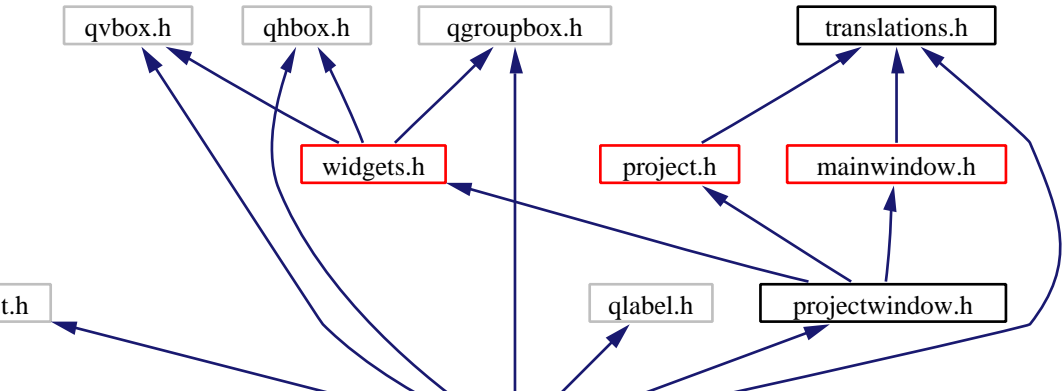 qvbox.h
qhbox.h
qgroupbox.h
translations.h
widgets.h
project.h
mainwindow.h
t.h
qlabel.h
projectwindow.h